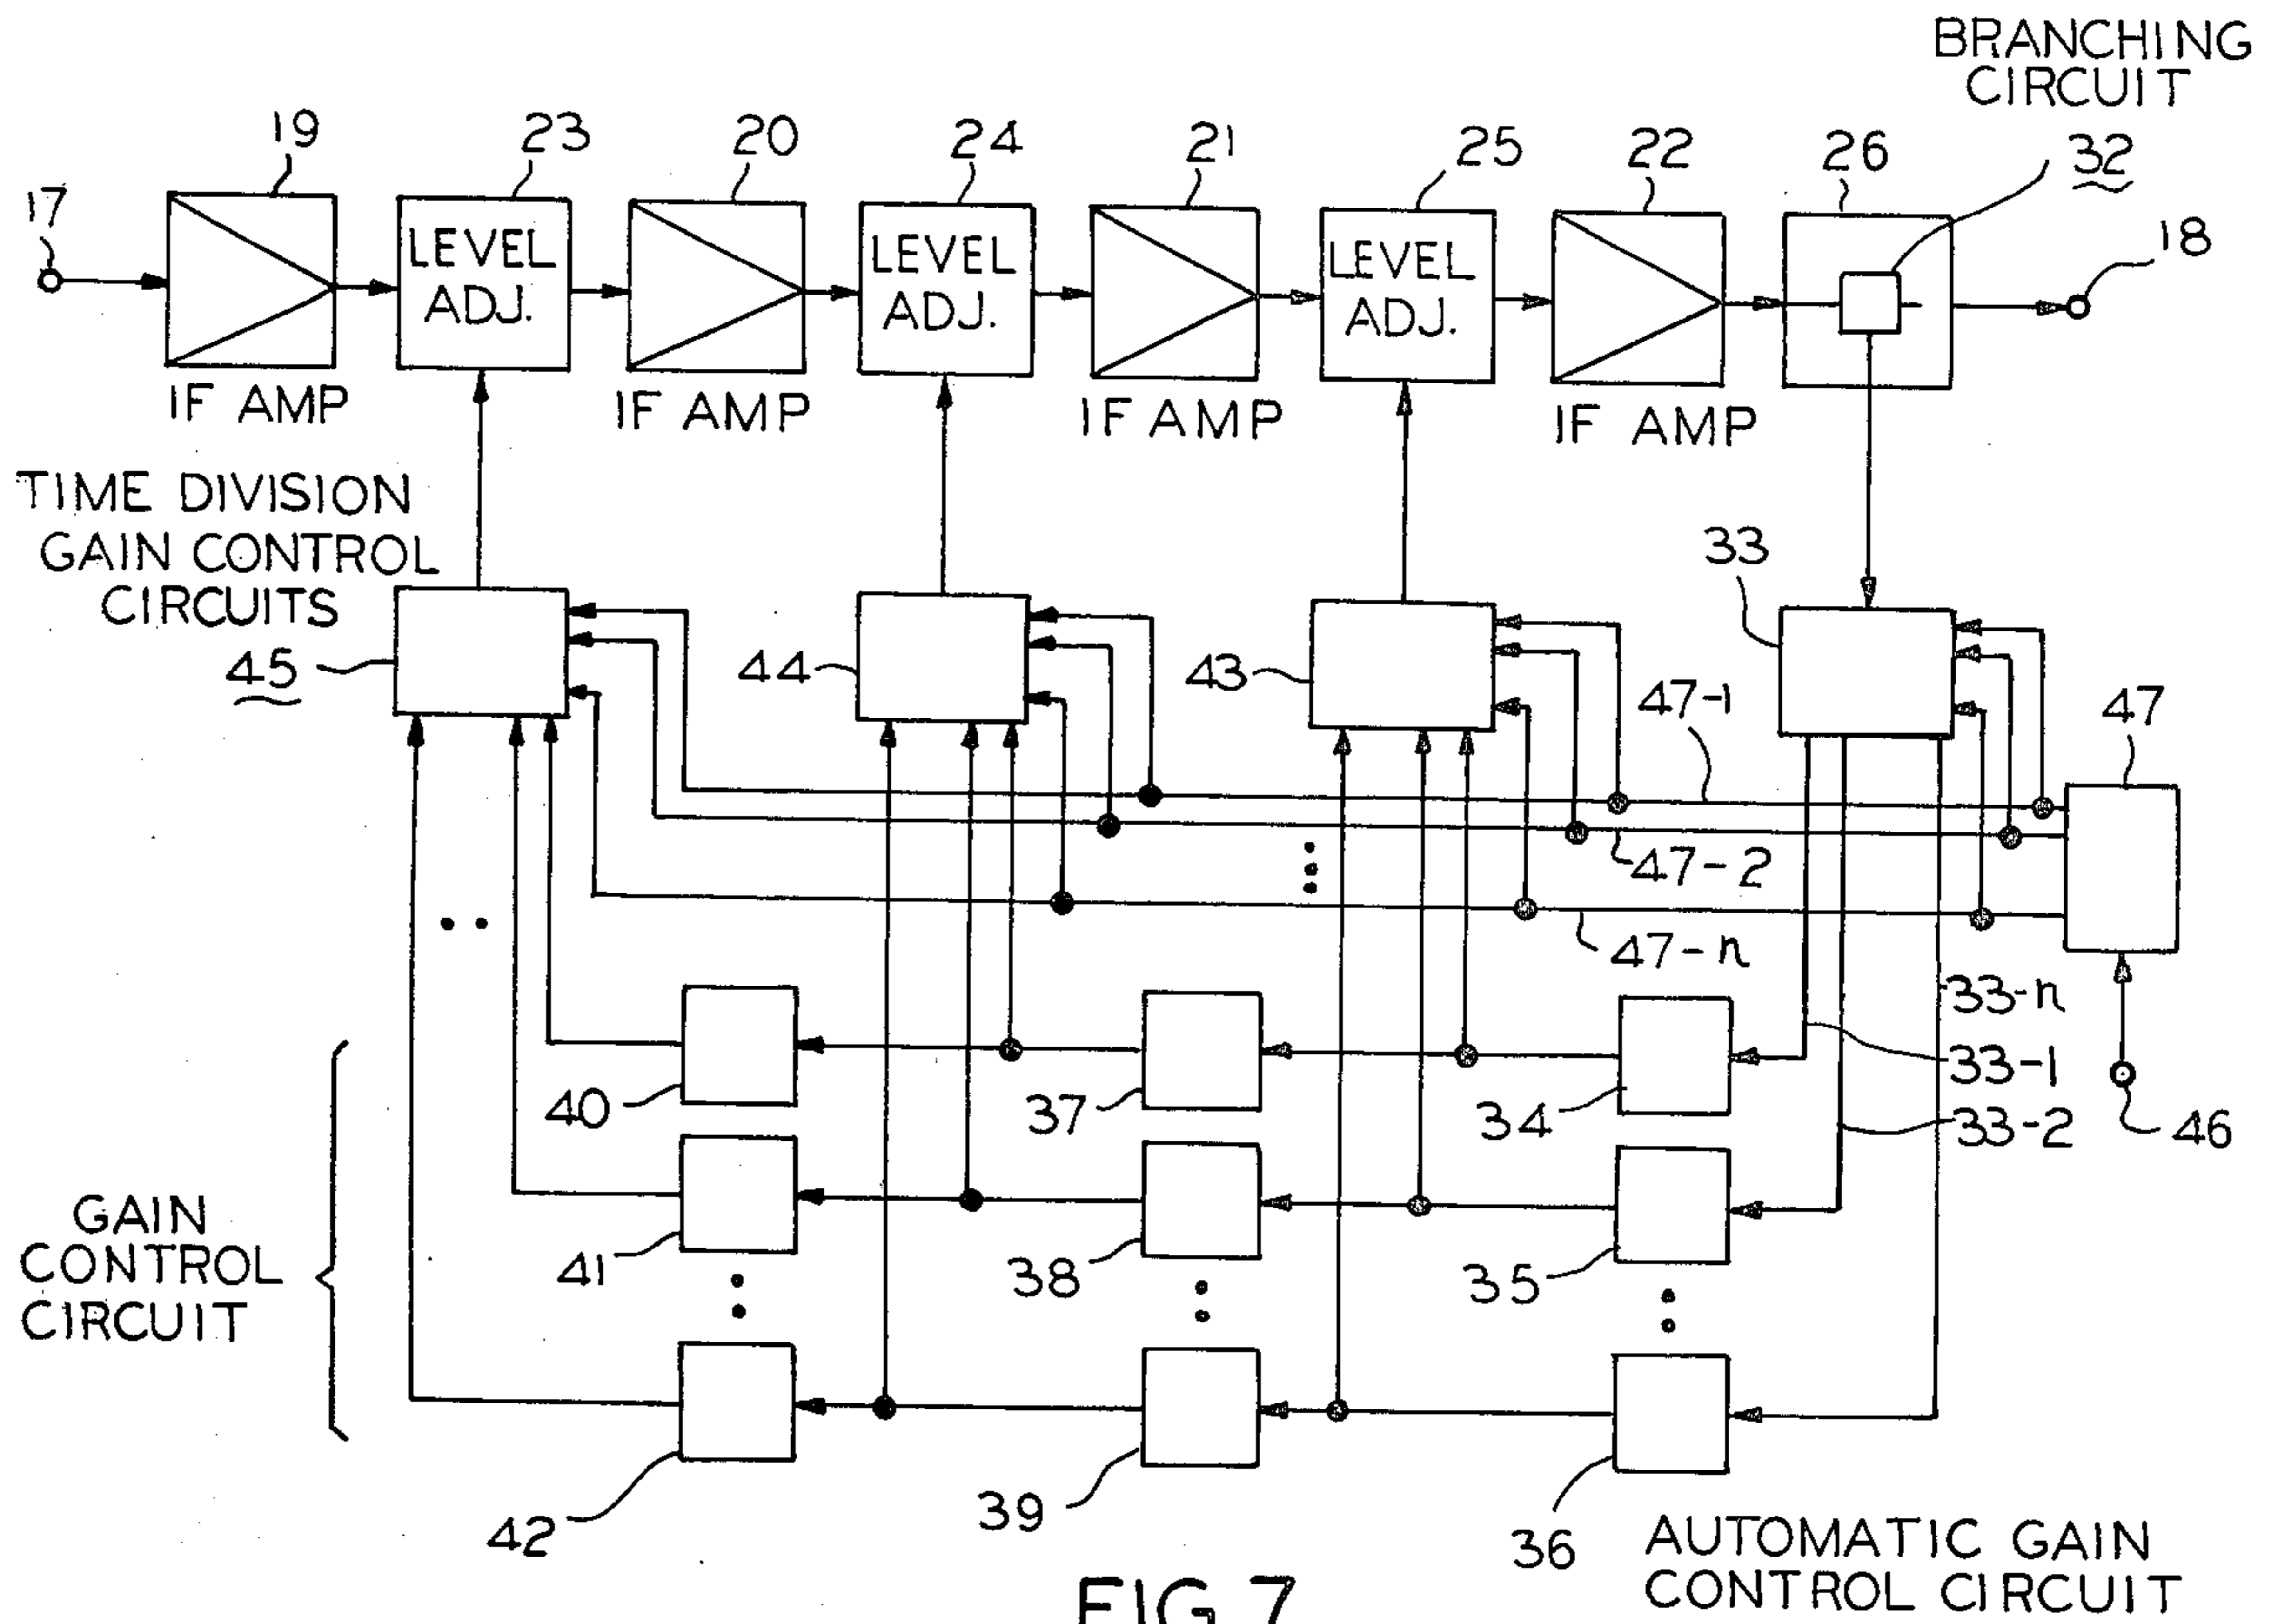 BRANCHING
CIRCUIT
19
23
20
24
21
25
22
26
32
17
18
LEVEL
ADJ.
LEVEL
ADJ.
LEVEL
ADJ.
IF AMP
IF AMP
IF AMP
IF AMP
TIME DIVISION
GAIN CONTROL
CIRCUITS
45
44
43
33
47-1
47
47-2
47-n
33-n
33-1
33-2
46
40
37
34
41
38
35
GAIN
CONTROL
CIRCUIT
42
39
36
AUTOMATIC GAIN
CONTROL CIRCUIT
FIG 7